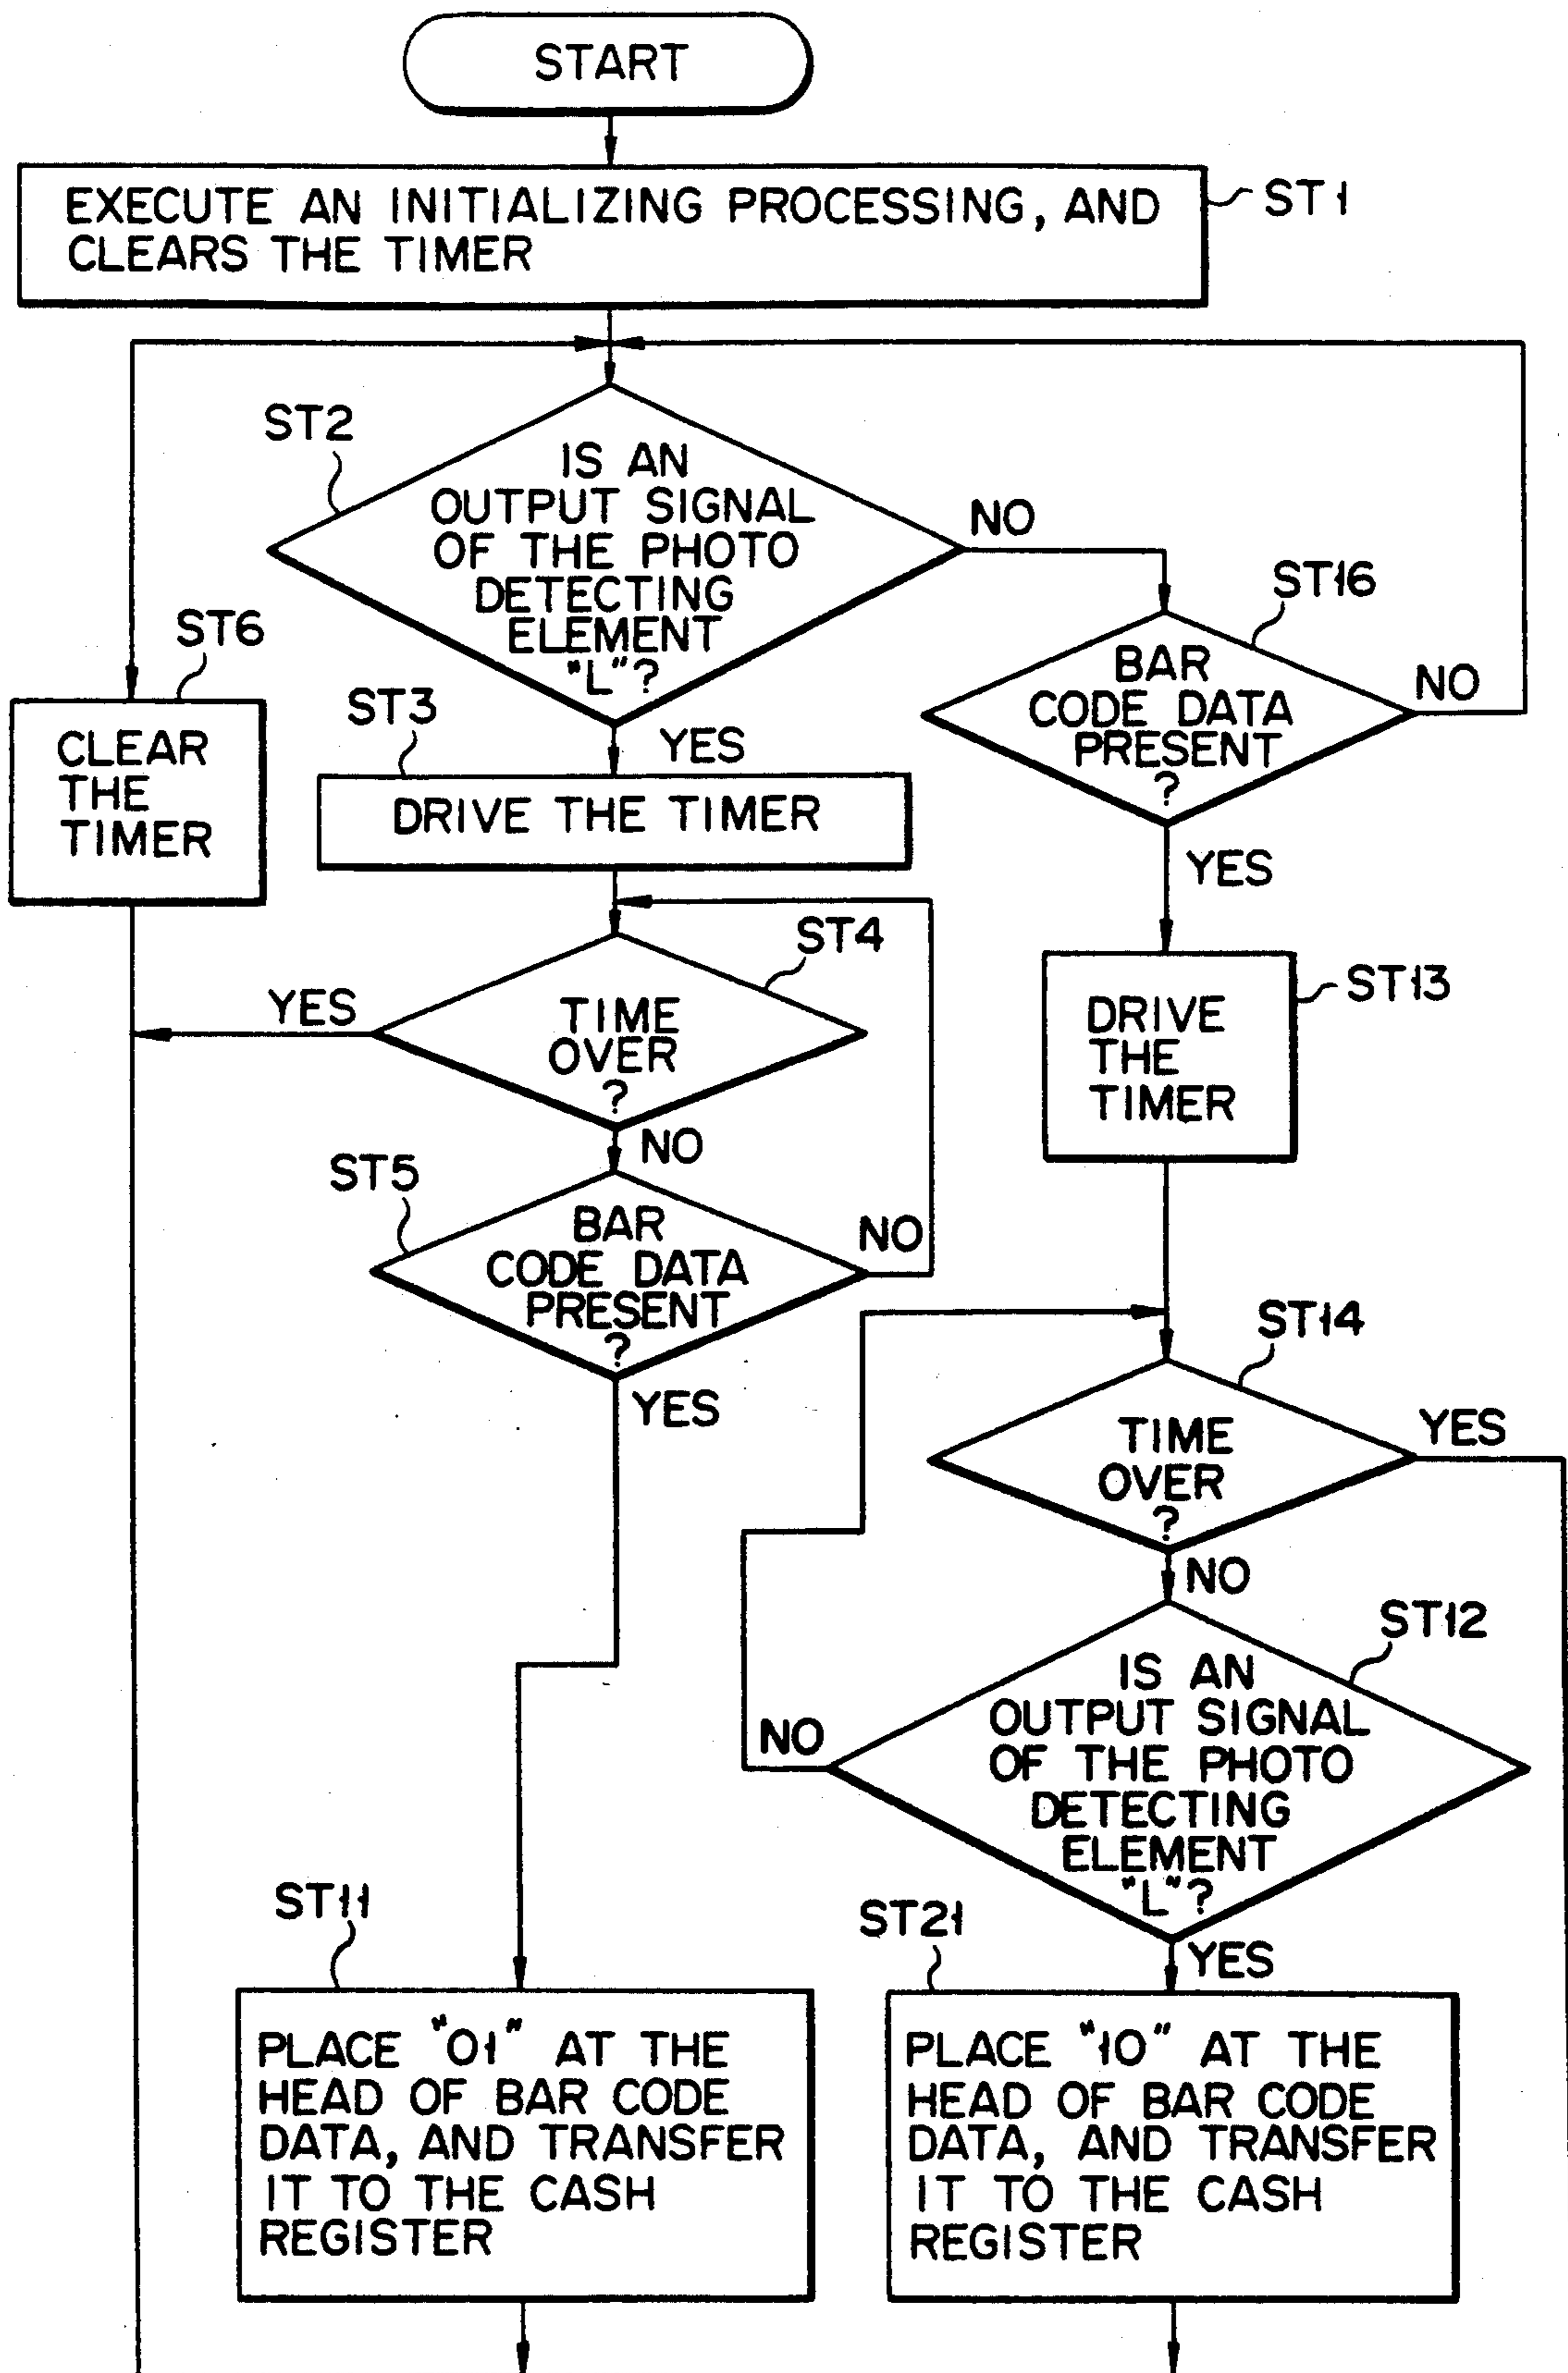 START
EXECUTE AN INITIALIZING PROCESSING, AND
CLEARS THE TIMER
ST1
ST2
IS AN
OUTPUT SIGNAL
OF THE PHOTO
DETECTING
ELEMENT
"L"?
NO
ST16
BAR
CODE DATA
PRESENT
?
NO
YES
ST6
CLEAR
THE
TIMER
ST3
YES
DRIVE THE TIMER
ST4
YES
TIME
OVER
?
NO
ST13
DRIVE
THE
TIMER
ST5
BAR
CODE DATA
PRESENT
?
NO
YES
ST14
TIME
OVER
?
YES
NO
ST12
IS AN
OUTPUT SIGNAL
OF THE PHOTO
DETECTING
ELEMENT
"L"?
NO
YES
ST11
PLACE "01" AT THE
HEAD OF BAR CODE
DATA, AND TRANSFER
IT TO THE CASH
REGISTER
ST21
PLACE "10" AT THE
HEAD OF BAR CODE
DATA, AND TRANSFER
IT TO THE CASH
REGISTER